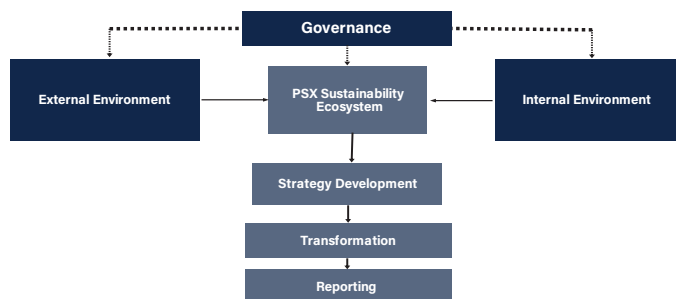 Governance
External Environment
PSX Sustainability
Ecosystem
Internal Environment
Strategy Development
Transformation
Reporting